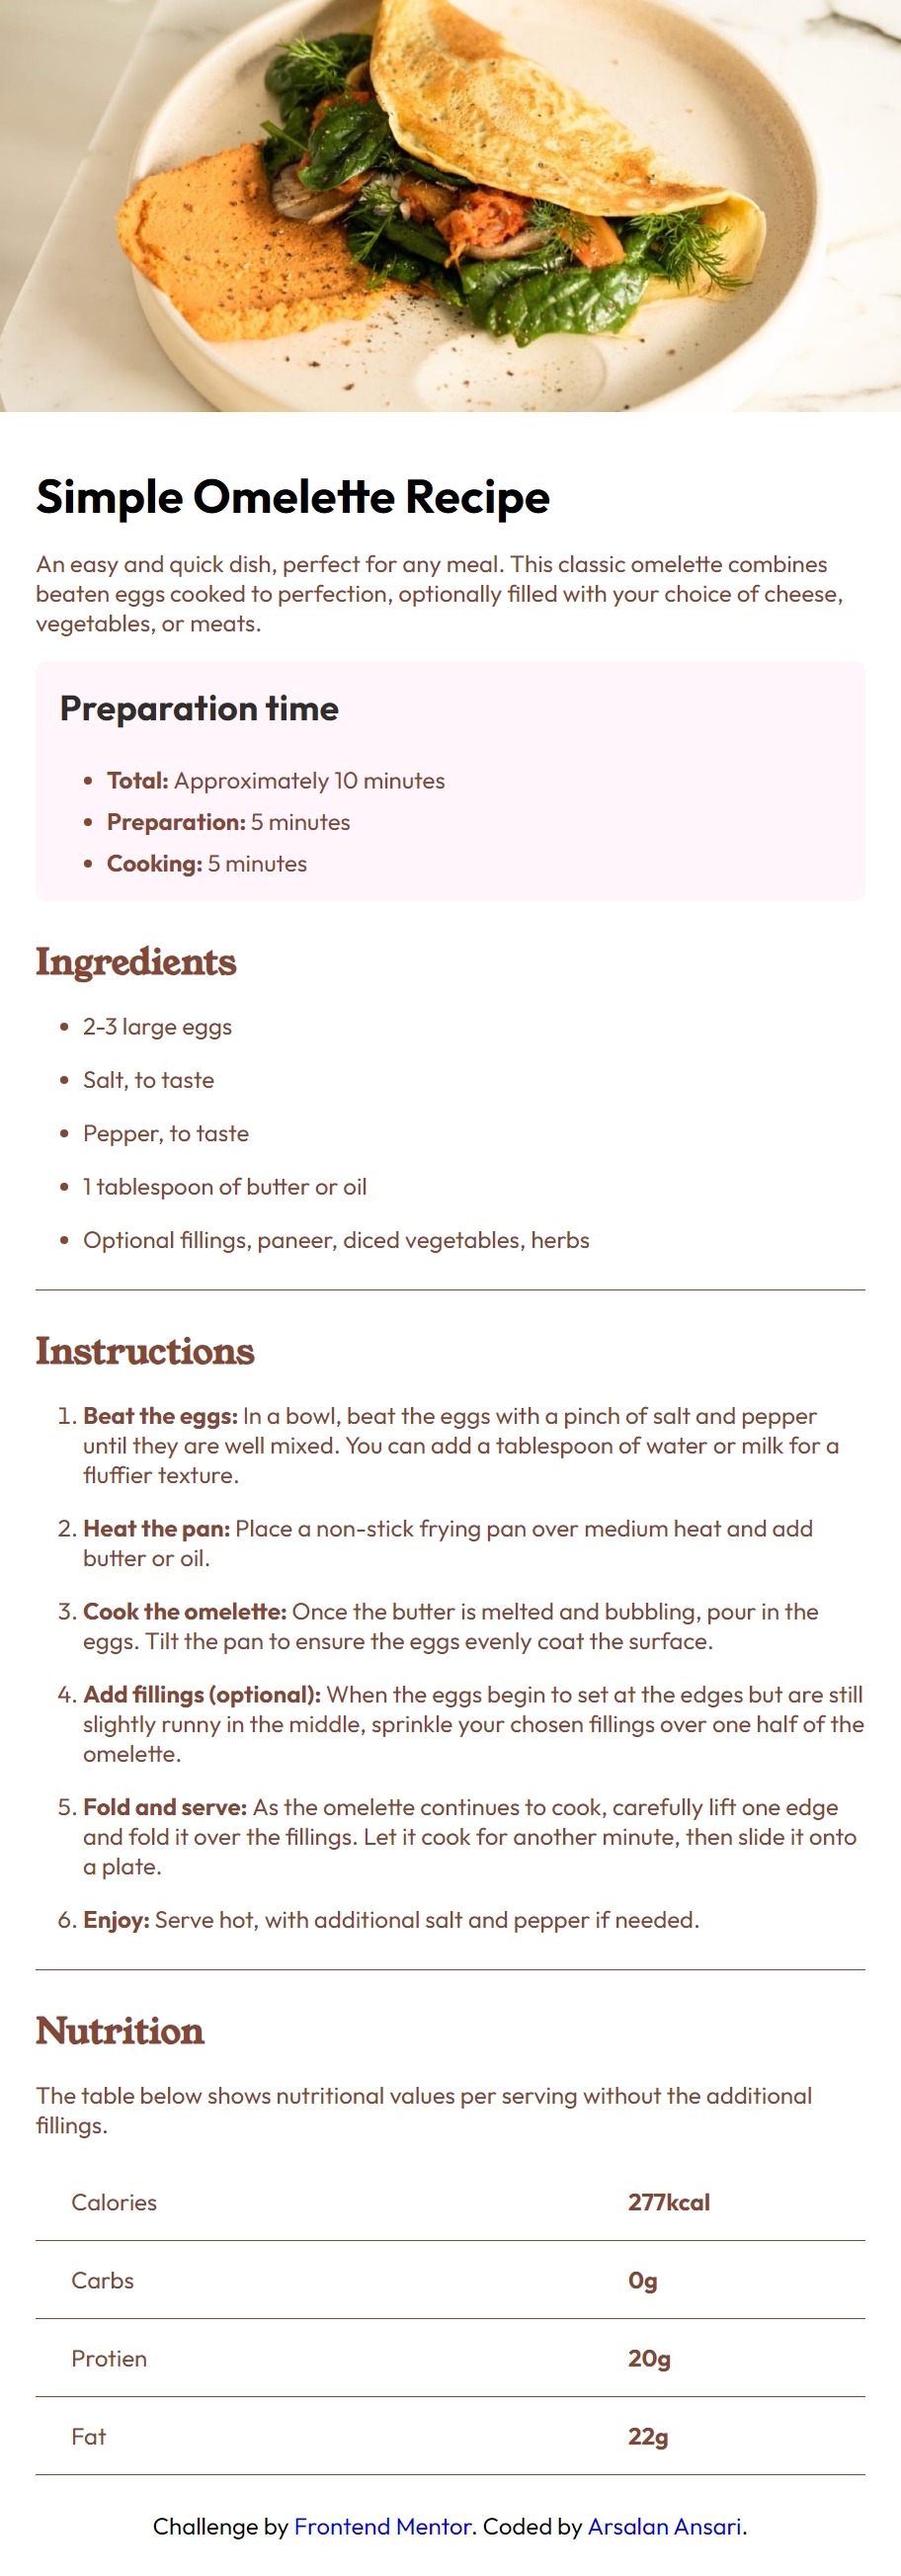 Simple Omelette Recipe
An easy and quick dish, perfect for any meal. This classic omelette combines
beaten eggs cooked to perfection, optionally filled with your choice of cheese,
vegetables, or meats.
Preparation time
• Total: Approximately 10 minutes
• Preparation: 5 minutes
• Cooking: 5 minutes
Ingredients
• 2-3 large eggs
• Salt, to taste
• Pepper, to taste
• 1 tablespoon of butter or oil
• Optional fillings, paneer, diced vegetables, herbs
Instructions
1. Beat the eggs: In a bowl, beat the eggs with a pinch of salt and pepper
until they are well mixed. You can add a tablespoon of water or milk for a
fluffier texture.
2. Heat the pan: Place a non-stick frying pan over medium heat and add
butter or oil.
3. Cook the omelette: Once the butter is melted and bubbling, pour in the
eggs. Tilt the pan to ensure the eggs evenly coat the surface.
4. Add fillings (optional): When the eggs begin to set at the edges but are still
slightly runny in the middle, sprinkle your chosen fillings over one half of the
omelette.
5. Fold and serve: As the omelette continues to cook, carefully lift one edge
and fold it over the fillings. Let it cook for another minute, then slide it onto
a plate.
6. Enjoy: Serve hot, with additional salt and pepper if needed.
Nutrition
The table below shows nutritional values per serving without the additional
fillings.
Calories 277kcal
Carbs 0g
Protien 20g
Fat 22g
Challenge by Frontend Mentor. Coded by Arsalan Ansari.